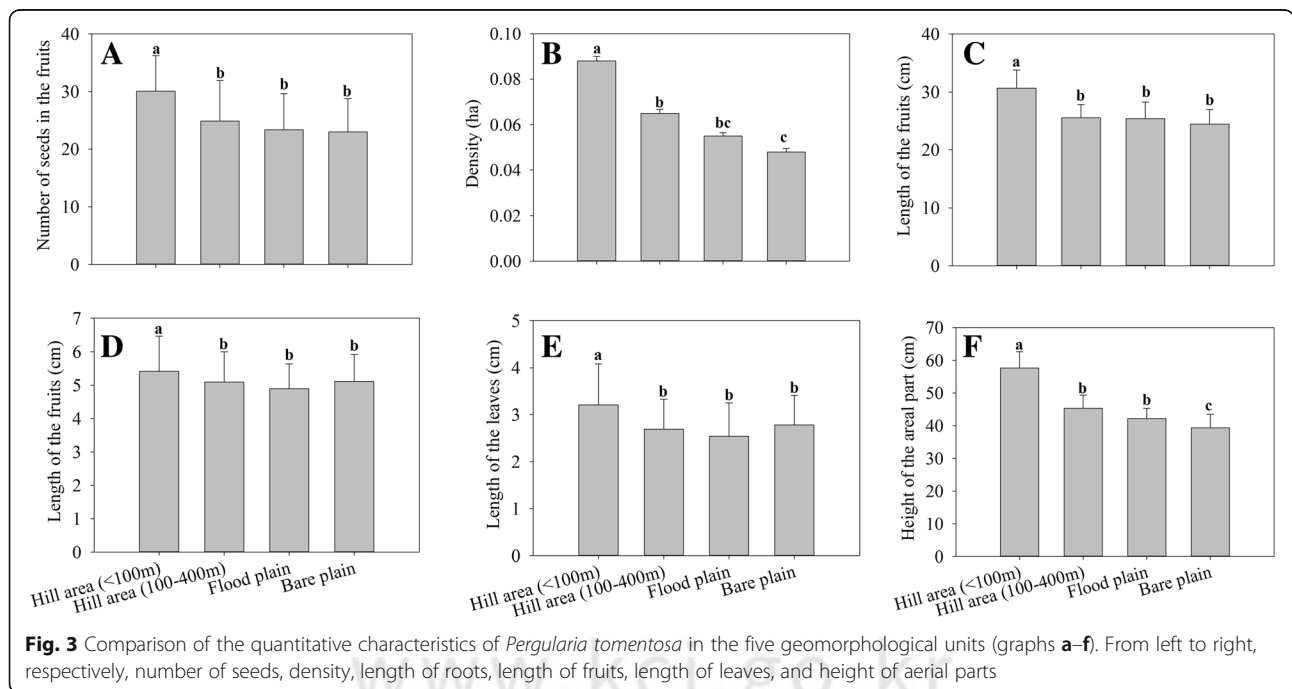 A
Number of seeds in the fruits
40
30
20
10
0
a
b
b
b
B
Density (ha)
0.10
0.08
0.06
0.04
0.02
0.00
a
b
bc
c
C
Length of the fruits (cm)
40
30
20
10
0
a
b
b
b
D
Length of the fruits (cm)
7
6
5
4
3
2
1
0
a
b
b
b
Hill area (<100m)
Hill area (100-400m)
Flood plain
Bare plain
E
Length of the leaves (cm)
5
4
3
2
1
0
a
b
b
b
Hill area (<100m)
Hill area (100-400m)
Flood plain
Bare plain
F
Height of the areal part (cm)
70
60
50
40
30
20
10
0
a
b
b
c
Hill area (<100m)
Hill area (100-400m)
Flood plain
Bare plain
Fig. 3 Comparison of the quantitative characteristics of Pergularia tomentosa in the five geomorphological units (graphs a–f). From left to right,
respectively, number of seeds, density, length of roots, length of fruits, length of leaves, and height of aerial parts
www.kci.go.kr